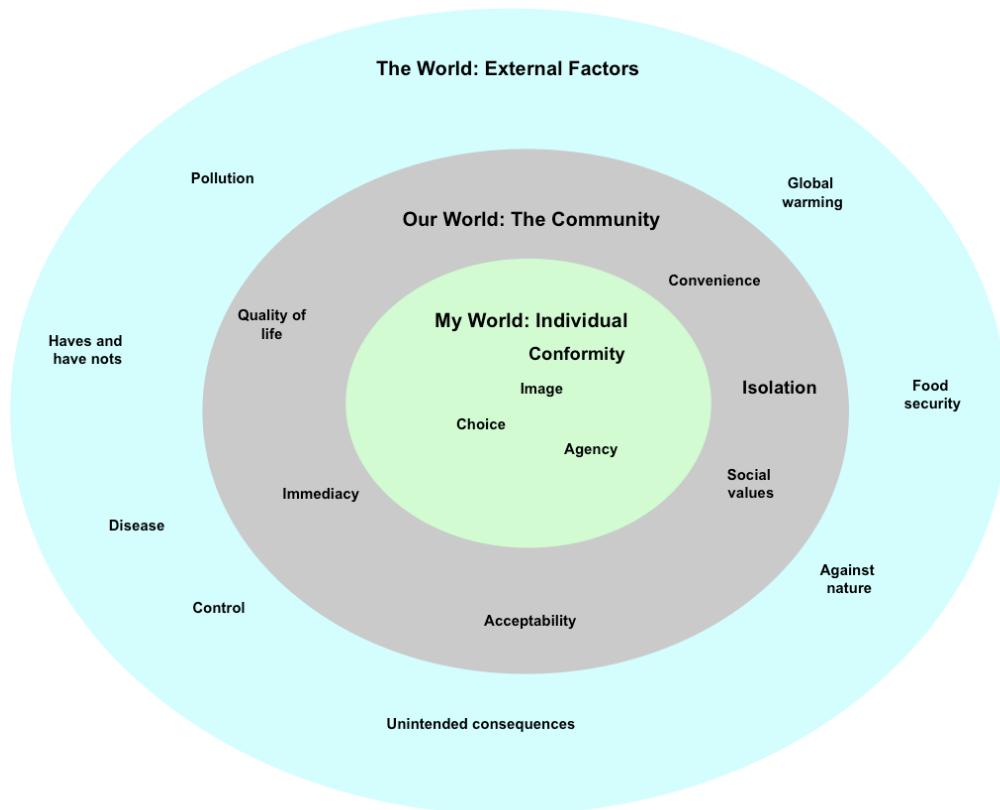 The World: External Factors
Pollution
Global
warming
Our World: The Community
Convenience
Quality of
life
My World: Individual
Conformity
Haves and
have nots
Image
Isolation
Food
security
Choice
Agency
Social
values
Immediacy
Disease
Against
nature
Control
Acceptability
Unintended consequences